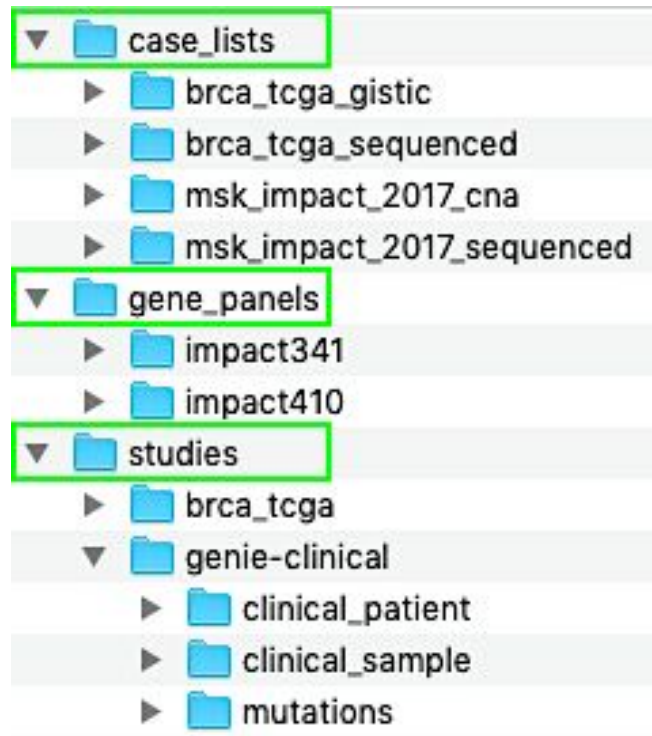 case_lists
brca_tcga_gistic
brca_tcga_sequenced
msk_impact_2017_cna
msk_impact_2017_sequenced
gene_panels
impact341
impact410
studies
brca_tcga
genie-clinical
clinical_patient
clinical_sample
mutations